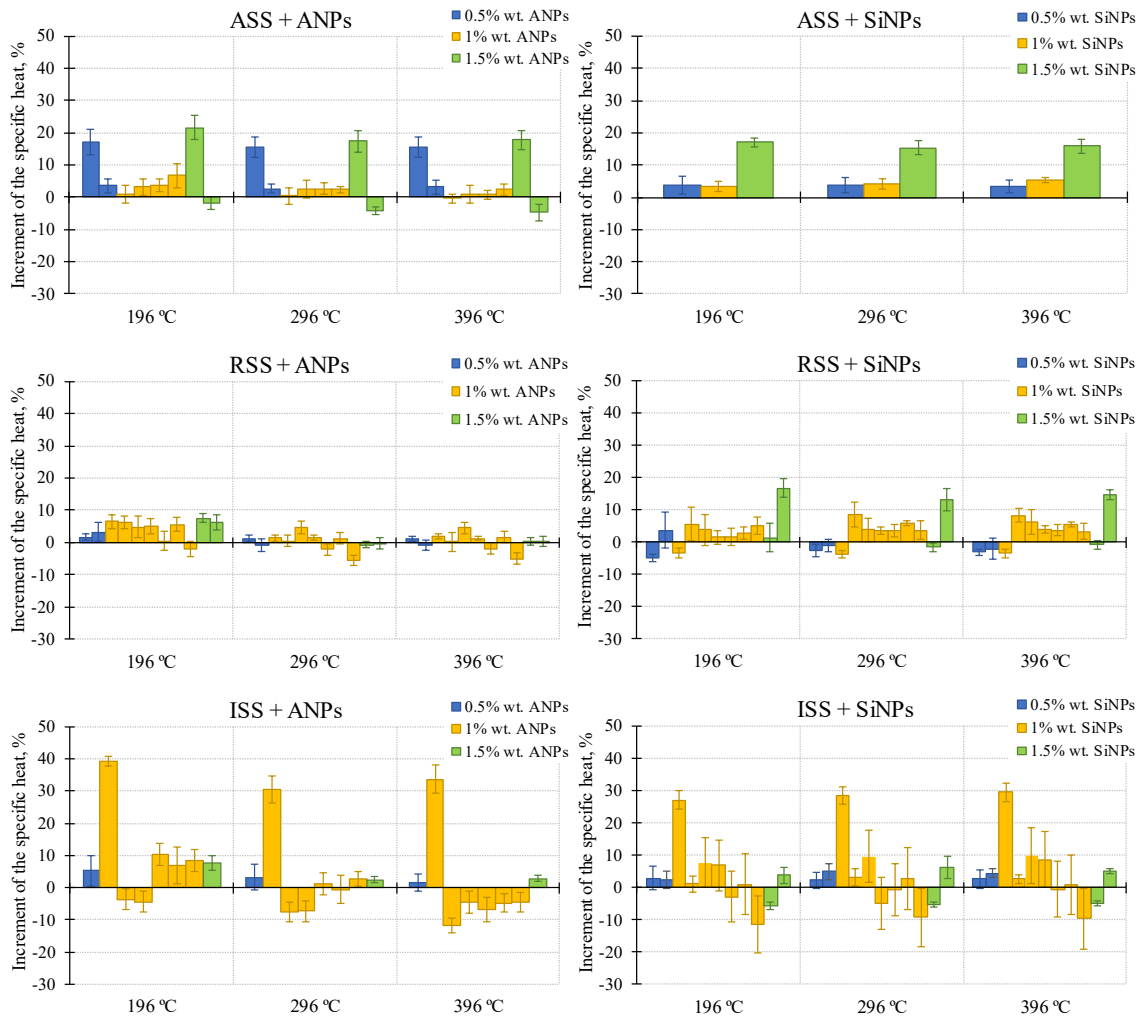 ASS + ANPs
0.5% wt. ANPs
1% wt. ANPs
1.5% wt. ANPs
Increment of the specific heat, %
50
40
30
20
10
0
-10
-20
-30
196 ºC
296 ºC
396 ºC
ASS + SiNPs
0.5% wt. SiNPs
1% wt. SiNPs
1.5% wt. SiNPs
Increment of the specific heat, %
50
40
30
20
10
0
-10
-20
-30
196 ºC
296 ºC
396 ºC
RSS + ANPs
0.5% wt. ANPs
1% wt. ANPs
1.5% wt. ANPs
Increment of the specific heat, %
50
40
30
20
10
0
-10
-20
-30
196 ºC
296 ºC
396 ºC
RSS + SiNPs
0.5% wt. SiNPs
1% wt. SiNPs
1.5% wt. SiNPs
Increment of the specific heat, %
50
40
30
20
10
0
-10
-20
-30
196 ºC
296 ºC
396 ºC
ISS + ANPs
0.5% wt. ANPs
1% wt. ANPs
1.5% wt. ANPs
Increment of the specific heat, %
50
40
30
20
10
0
-10
-20
-30
196 ºC
296 ºC
396 ºC
ISS + SiNPs
0.5% wt. SiNPs
1% wt. SiNPs
1.5% wt. SiNPs
Increment of the specific heat, %
50
40
30
20
10
0
-10
-20
-30
196 ºC
296 ºC
396 ºC